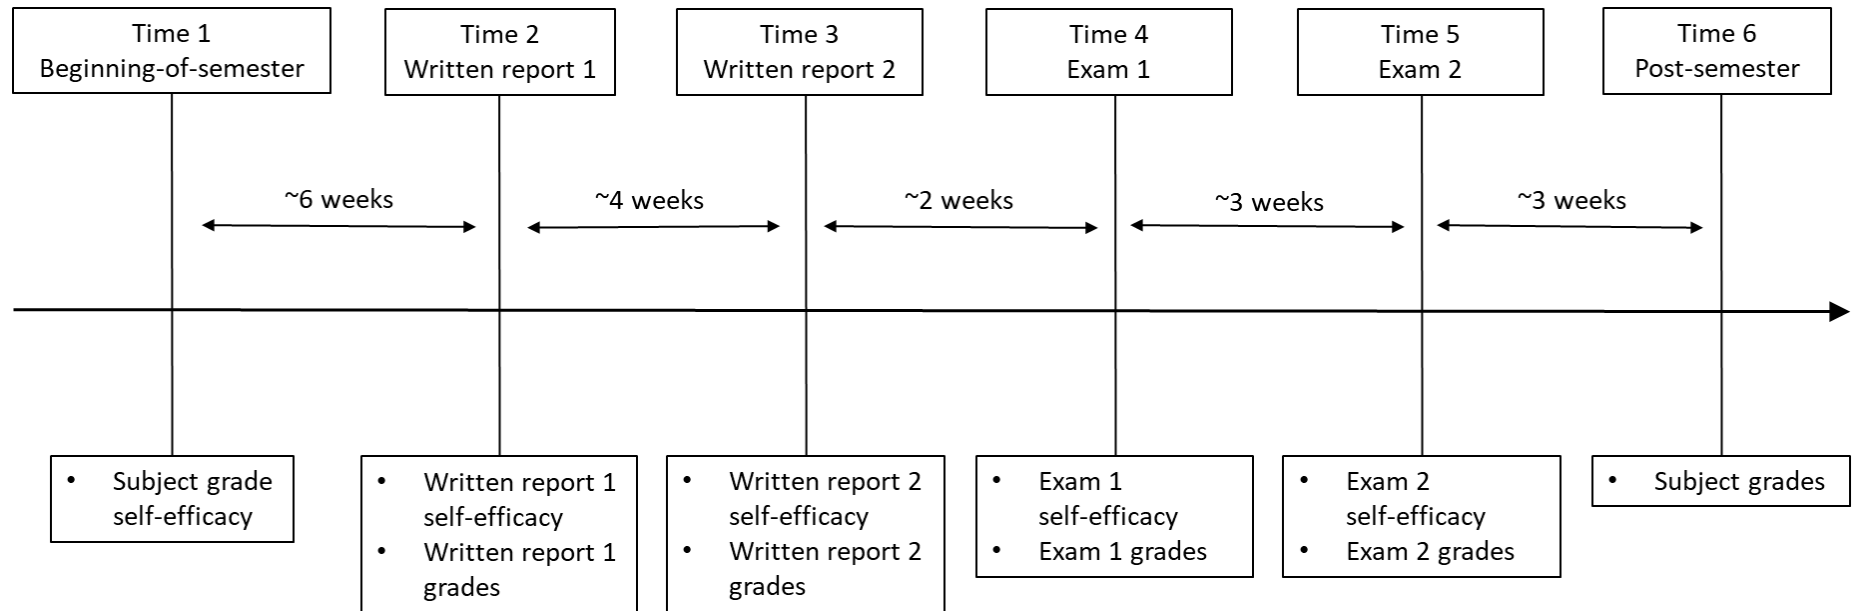 Time 1
Beginning-of-semester
Time 2
Written report 1
Time 3
Written report 2
Time 4
Exam 1
Time 5
Exam 2
Time 6
Post-semester
~6 weeks
~4 weeks
~2 weeks
~3 weeks
~3 weeks
• Subject grade
self-efficacy
• Written report 1
self-efficacy
• Written report 1
grades
• Written report 2
self-efficacy
• Written report 2
grades
• Exam 1
self-efficacy
• Exam 1 grades
• Exam 2
self-efficacy
• Exam 2 grades
• Subject grades